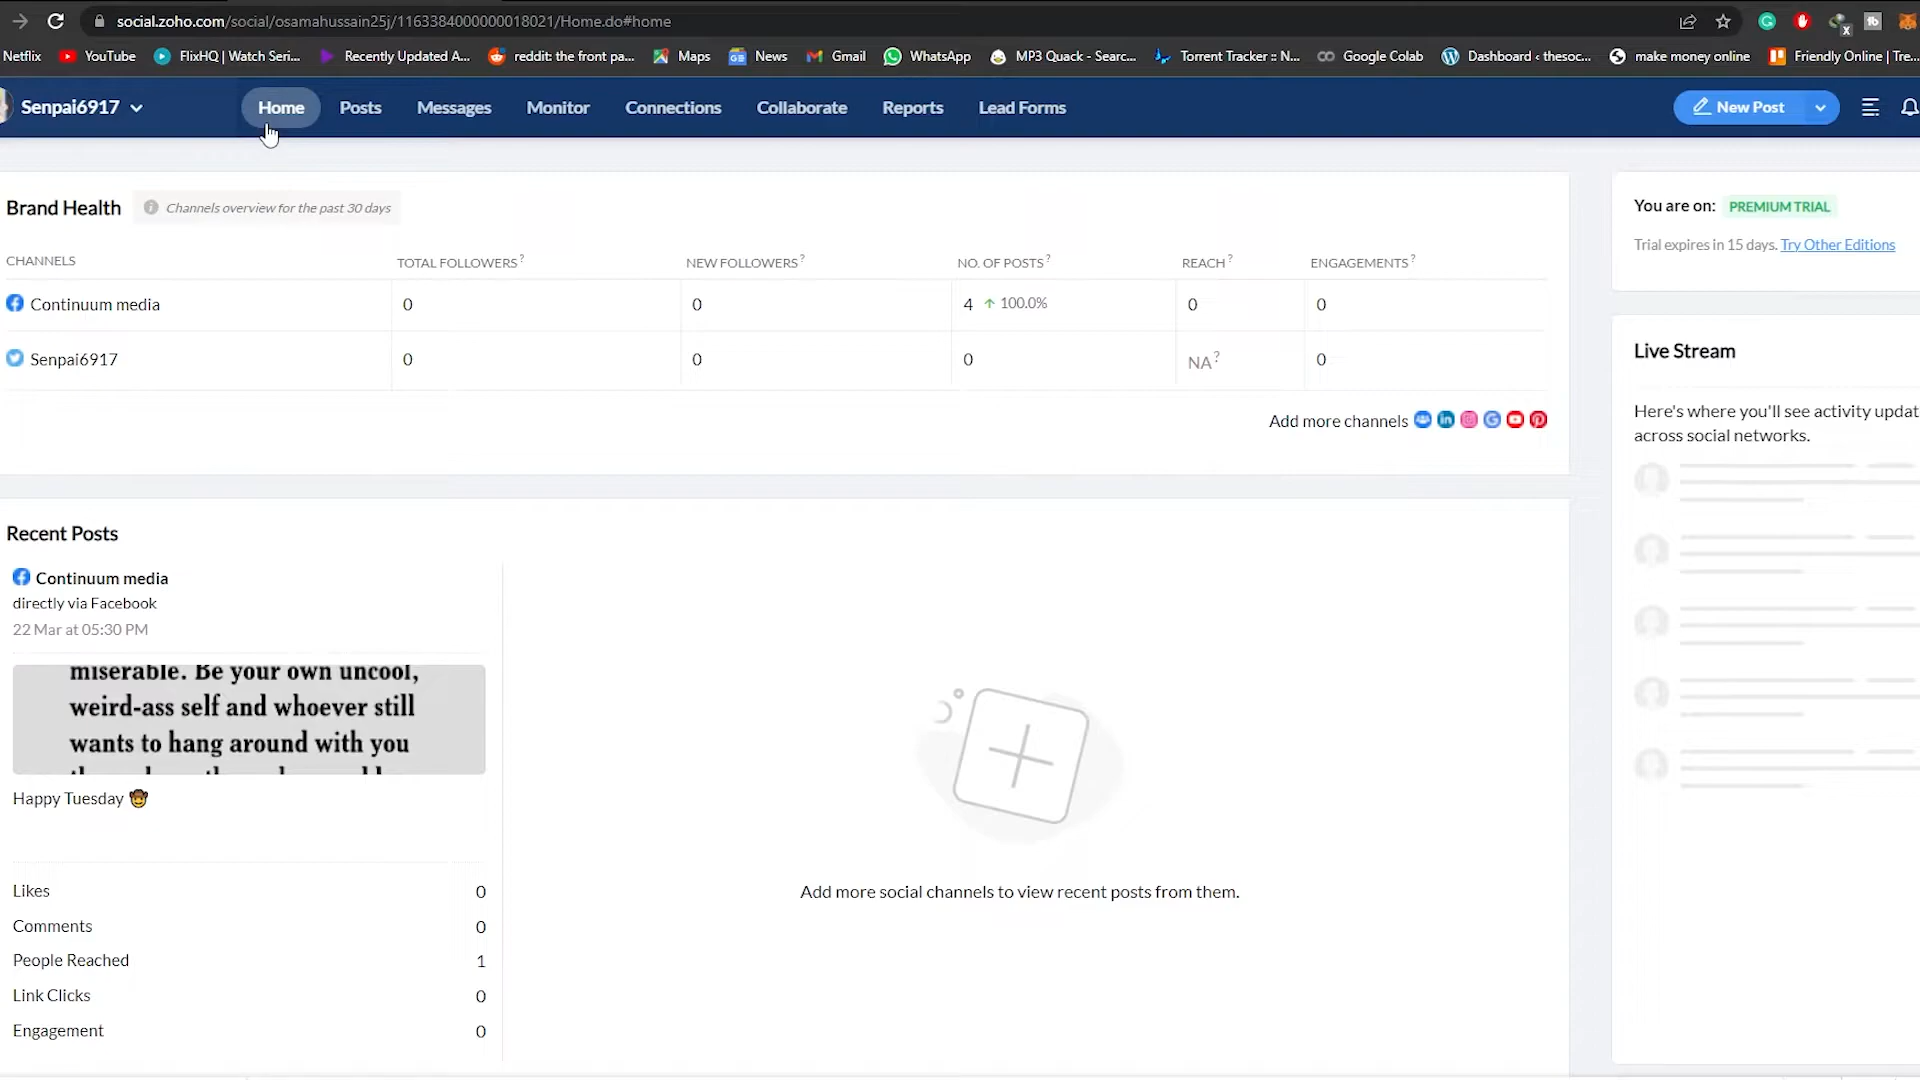 social.zoho.com/social/osamahussain25j/1163384000000018021/Home.do#home
Netflix YouTube FlixHQ | Watch Seri... Recently Updated A... reddit: the front pa... Maps News Gmail WhatsApp MP3 Quack - Searc... Torrent Tracker :: N... Google Colab Dashboard ‹ thesoc... make money online Friendly Online | Tre...
Senpai6917 Home Posts Messages Monitor Connections Collaborate Reports Lead Forms New Post
Brand Health Channels overview for the past 30 days
CHANNELS TOTAL FOLLOWERS ? NEW FOLLOWERS ? NO. OF POSTS ? REACH ? ENGAGEMENTS ?
Continuum media 0 0 4 100.0% 0 0
Senpai6917 0 0 0 NA ? 0
Add more channels
You are on: PREMIUM TRIAL
Trial expires in 15 days. Try Other Editions
Live Stream
Here's where you'll see activity updat
across social networks.
Recent Posts
Continuum media
directly via Facebook
22 Mar at 05:30 PM
miserable. Be your own uncool,
weird-ass self and whoever still
wants to hang around with you
Happy Tuesday 🤠
Likes 0
Comments 0
People Reached 1
Link Clicks 0
Engagement 0
Add more social channels to view recent posts from them.